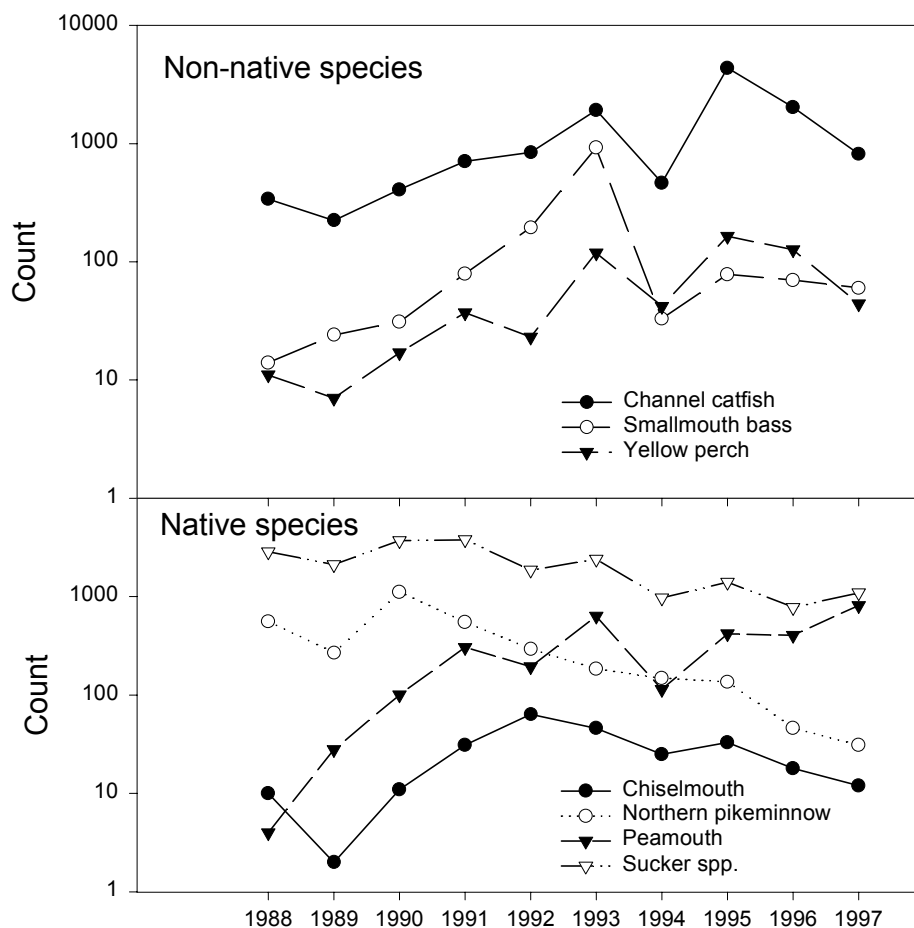 10000
Non-native species
1000
Count
100
10
Channel catfish
Smallmouth bass
Yellow perch
1
Native species
1000
Count
100
10
Chiselmouth
Northern pikeminnow
Peamouth
Sucker spp.
1
1988 1989 1990 1991 1992 1993 1994 1995 1996 1997